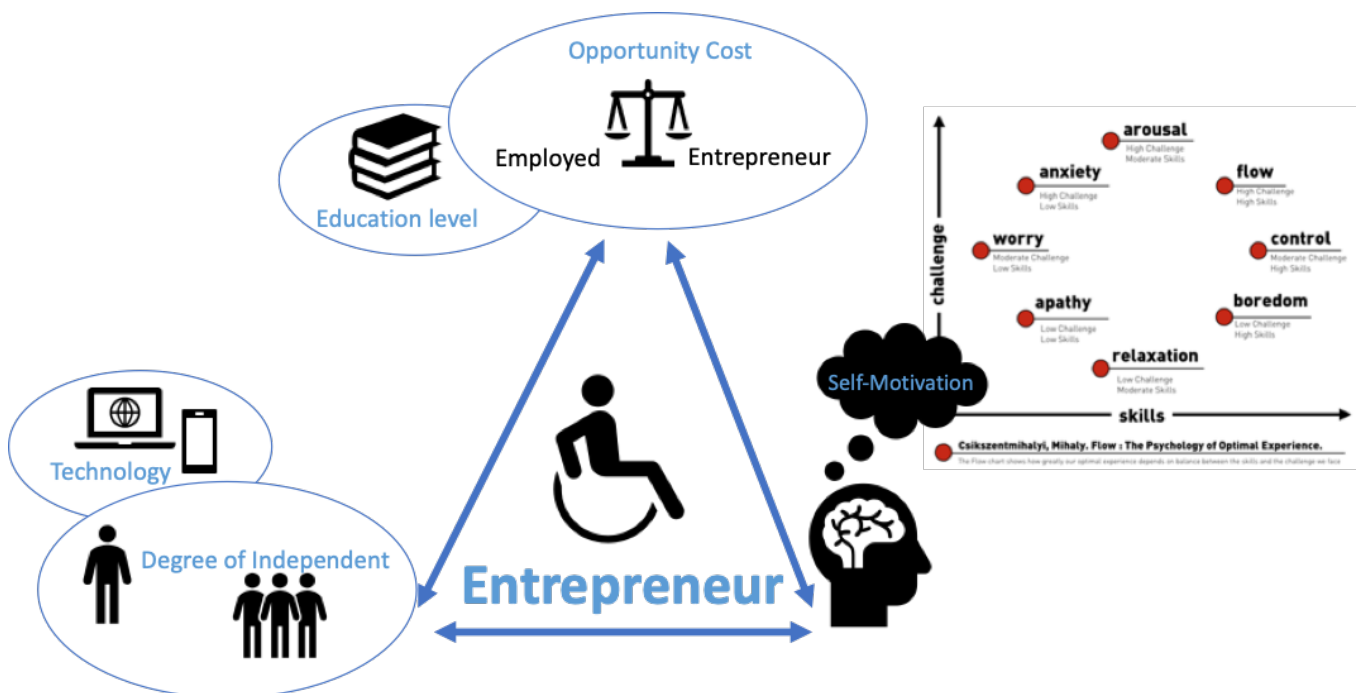 Opportunity Cost
Employed
Entrepreneur
Education level
Technology
Degree of Independent
Entrepreneur
Self-Motivation
challenge
arousal
High Challenge
Moderate Skills
anxiety
High Challenge
Low Skills
flow
High Challenge
High Skills
worry
Moderate Challenge
Low Skills
control
Moderate Challenge
High Skills
apathy
Low Challenge
Low Skills
boredom
Low Challenge
High Skills
relaxation
Low Challenge
Moderate Skills
skills
Csikszentmihalyi, Mihaly. Flow : The Psychology of Optimal Experience.
The Flow chart shows how greatly our optimal experience depends on balance between the skills and the challenge we face